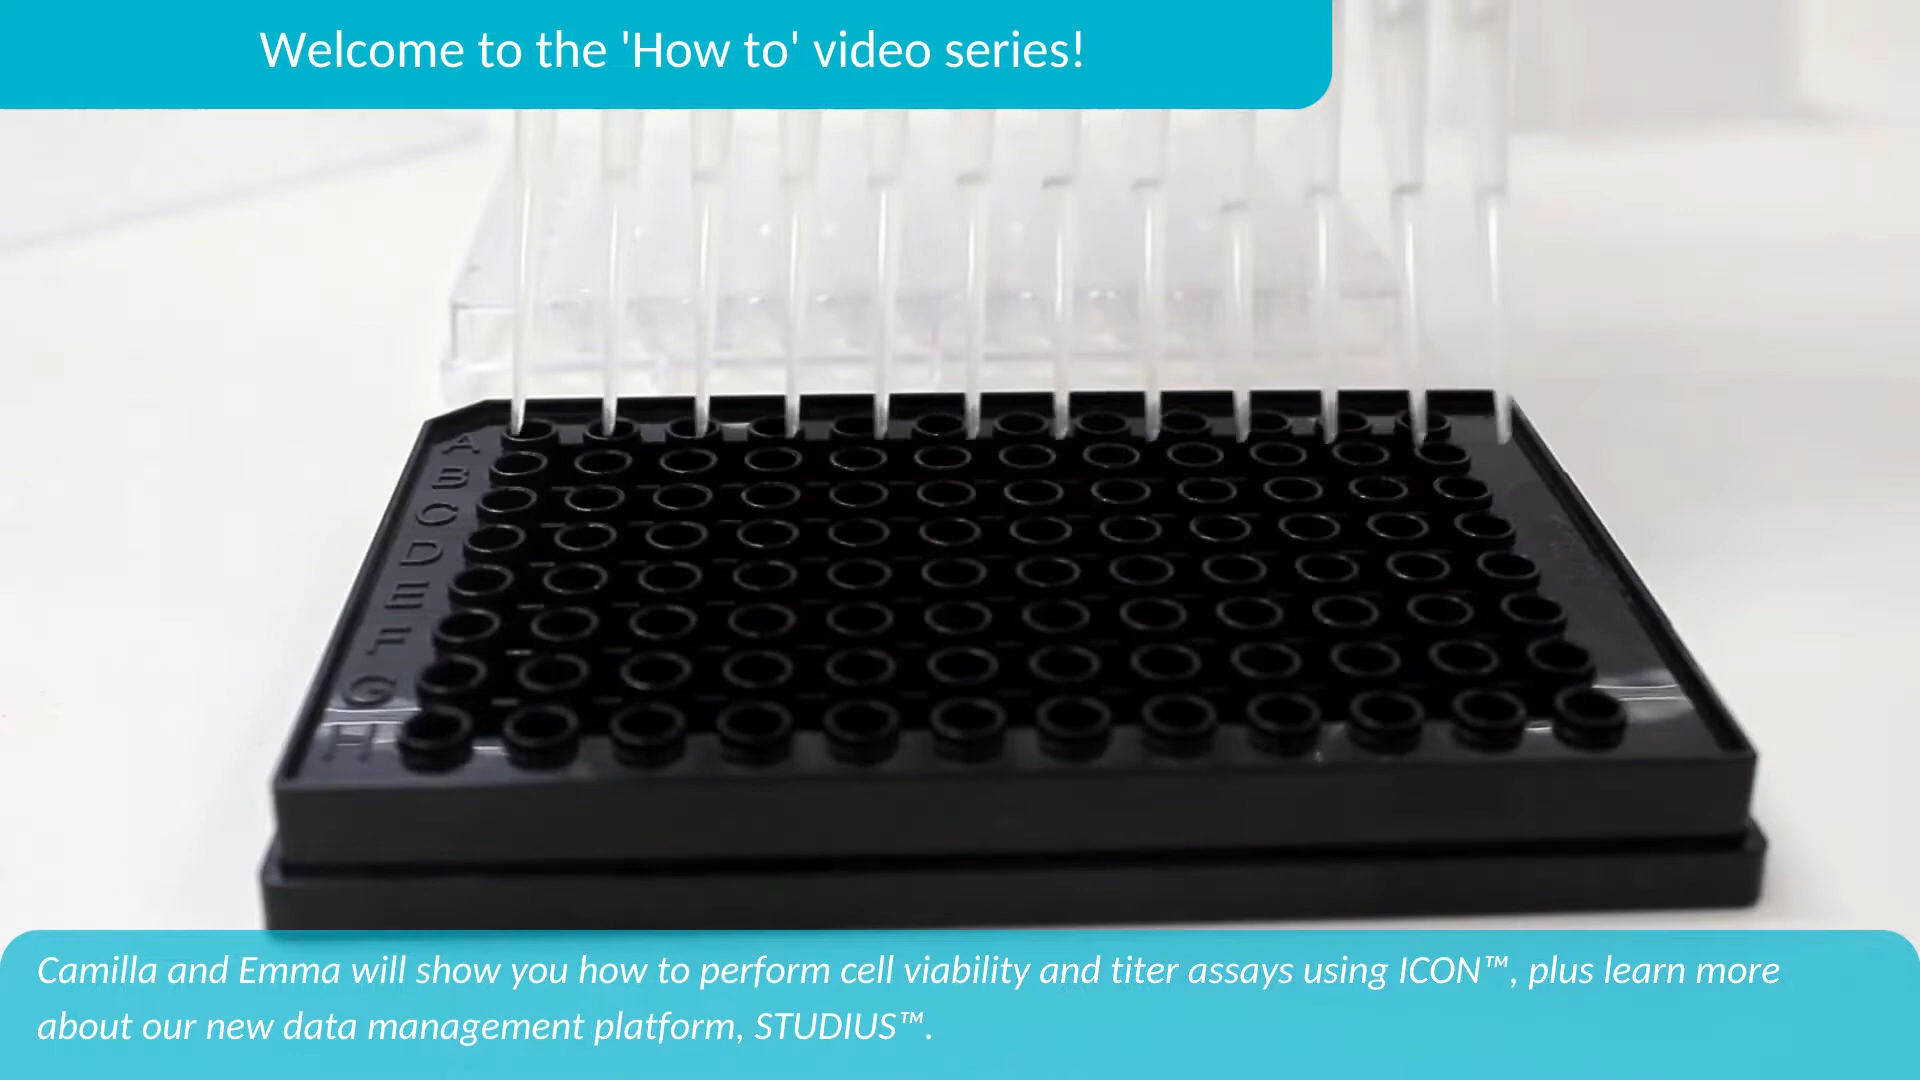 Welcome to the 'How to' video series!
A
B
C
D
E
F
G
H
Camilla and Emma will show you how to perform cell viability and titer assays using ICON™, plus learn more
about our new data management platform, STUDIUS™.